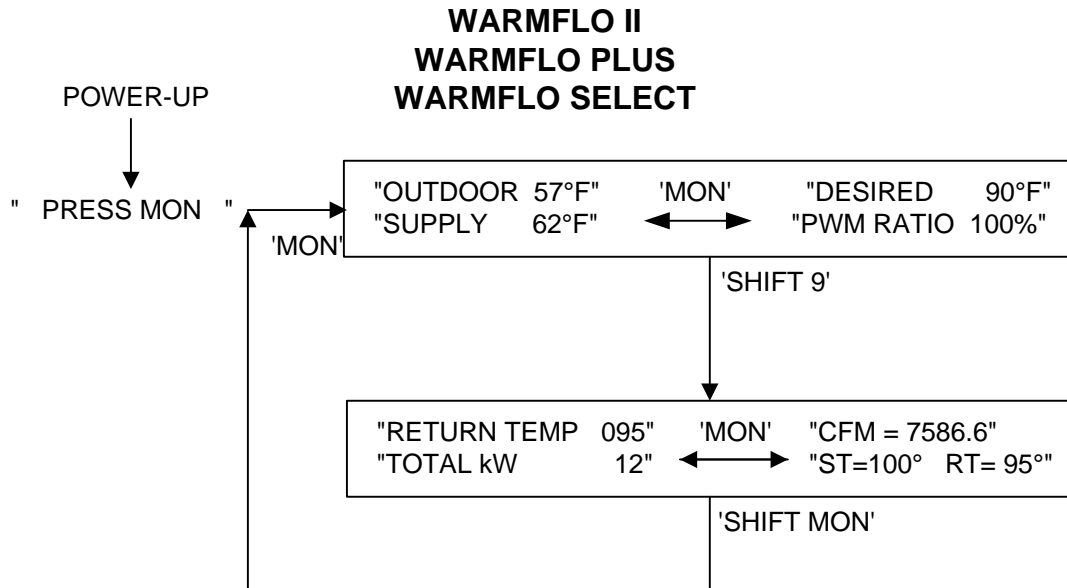 WARMFLO II
WARMFLO PLUS
WARMFLO SELECT
POWER-UP
" PRESS MON "
'MON'
"OUTDOOR 57°F" 'MON' "DESIRED 90°F"
"SUPPLY 62°F" "PWM RATIO 100%"
'SHIFT 9'
"RETURN TEMP 095" 'MON' "CFM = 7586.6"
"TOTAL kW 12" "ST=100° RT= 95°"
'SHIFT MON'